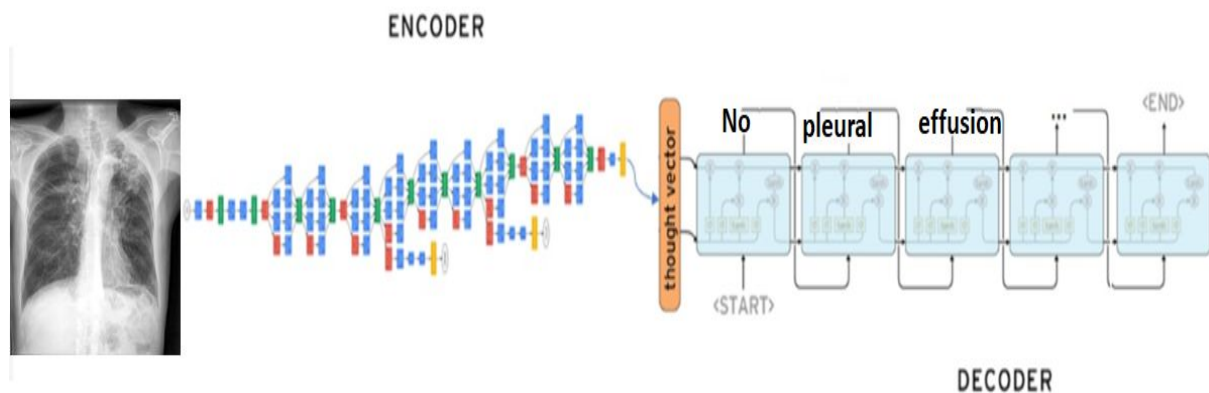 ENCODER
thought vector
No
pleural
effusion
...
<END>
<START>
DECODER